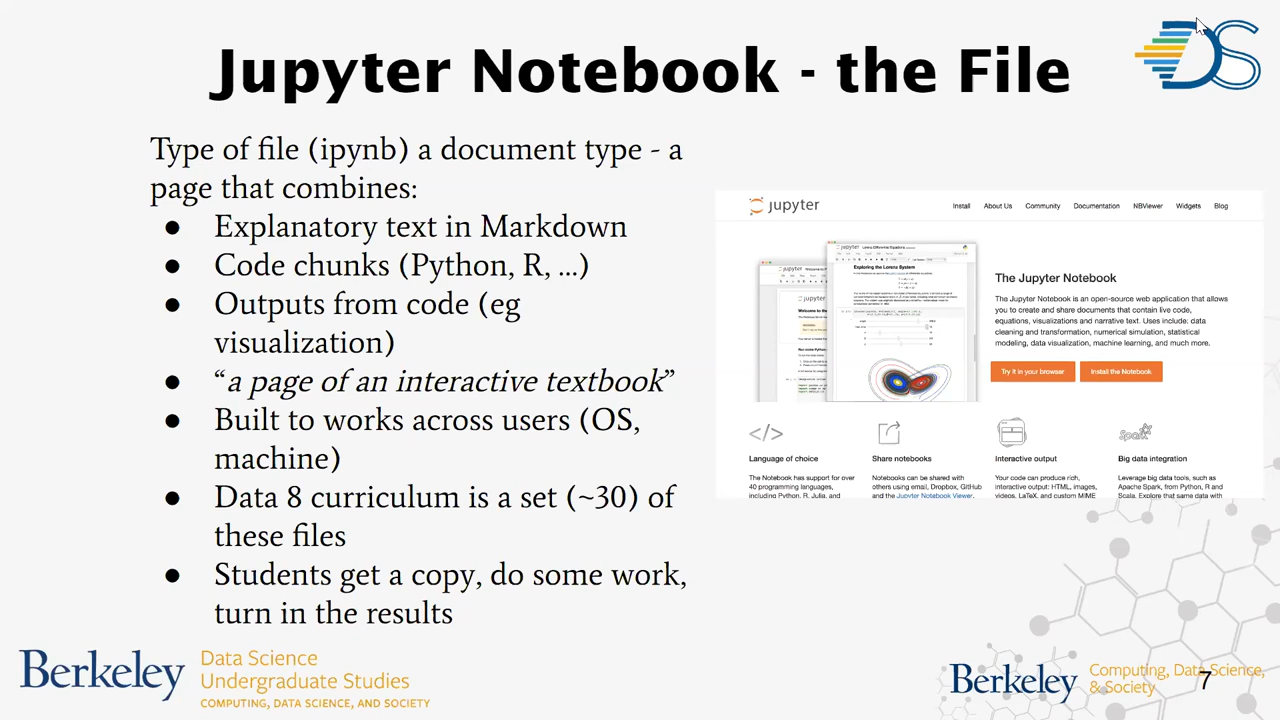 Jupyter Notebook - the File
DS
Type of file (ipynb) a document type - a
page that combines:
● Explanatory text in Markdown
● Code chunks (Python, R, ...)
● Outputs from code (eg
visualization)
● “a page of an interactive textbook”
● Built to works across users (OS,
machine)
● Data 8 curriculum is a set (~30) of
these files
● Students get a copy, do some work,
turn in the results
jupyter
Install About Us Community Documentation NBViewer Widgets Blog
Exploring the Lorenz System
The Jupyter Notebook
The Jupyter Notebook is an open-source web application that allows
you to create and share documents that contain live code,
equations, visualizations and narrative text. Uses include: data
cleaning and transformation, numerical simulation, statistical
modeling, data visualization, machine learning, and much more.
Try it in your browser
Install the Notebook
</>
Language of choice
The Notebook has support for over
40 programming languages,
including Python, R, Julia, and
Share notebooks
Notebooks can be shared with
others using email, Dropbox, GitHub
and the Jupyter Notebook Viewer.
Interactive output
Your code can produce rich,
interactive output: HTML, images,
videos, LaTeX, and custom MIME
Spark
Big data integration
Leverage big data tools, such as
Apache Spark, from Python, R and
Scala. Explore that same data with
Berkeley
Data Science
Undergraduate Studies
COMPUTING, DATA SCIENCE, AND SOCIETY
Berkeley
Computing, Data Science,
& Society
7